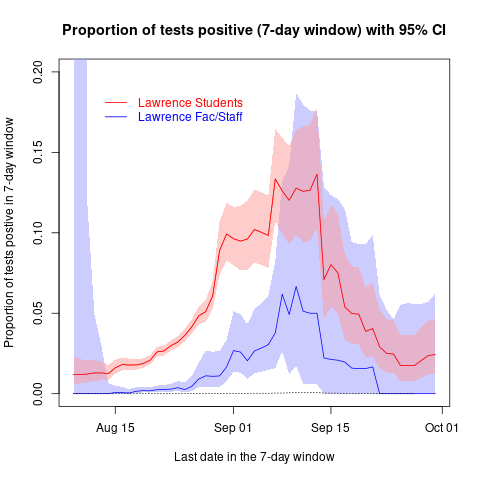 Proportion of tests positive (7-day window) with 95% CI
Proportion of tests postive in 7-day window
0.20
0.15
0.10
0.05
0.00
Lawrence Students
Lawrence Fac/Staff
Aug 15
Sep 01
Sep 15
Oct 01
Last date in the 7-day window